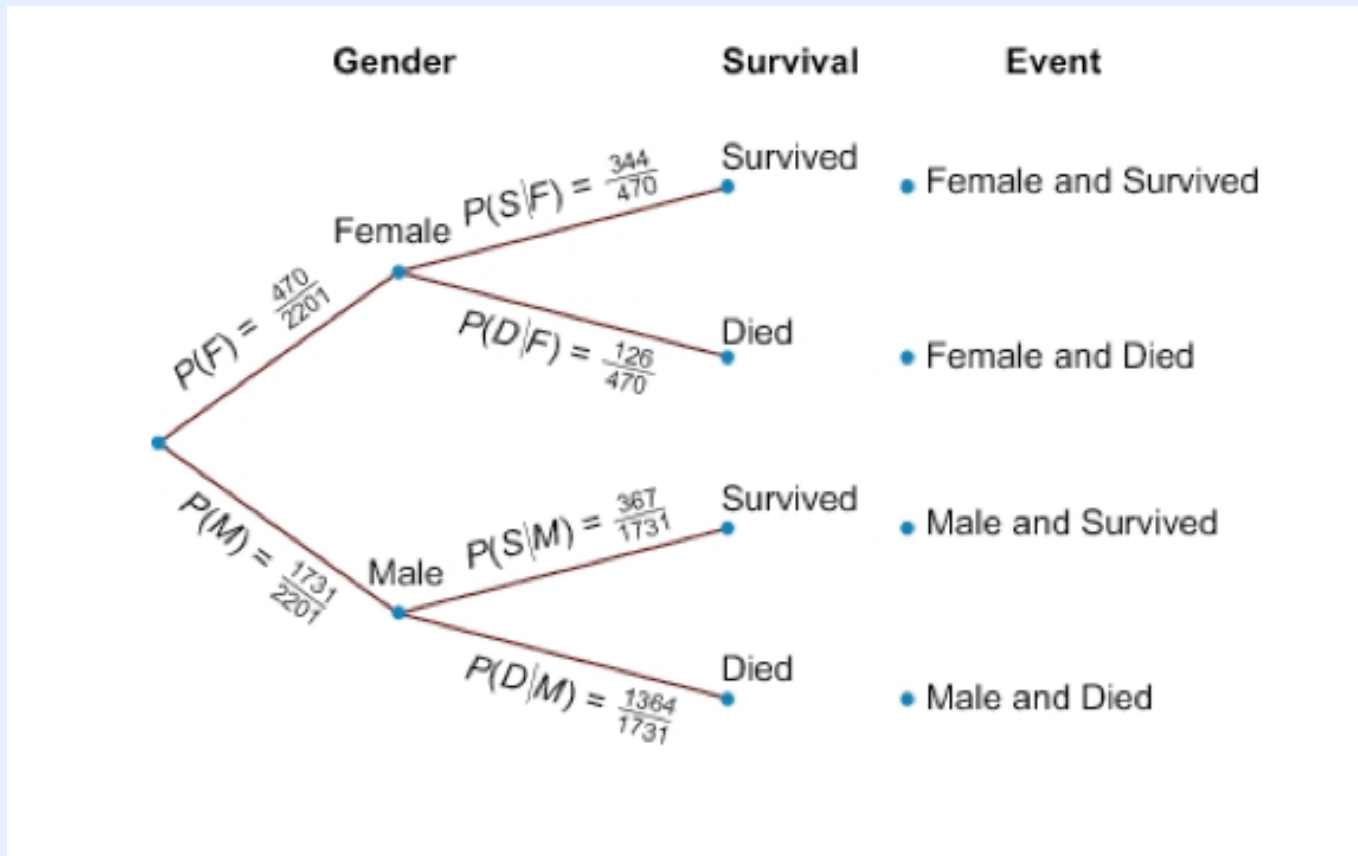 Gender Survival Event
P(S|F) = 344/470
Survived
Female and Survived
Female
P(F) = 470/2201
P(D|F) = 126/470
Died
Female and Died
P(M) = 1731/2201
Male
P(S|M) = 367/1731
Survived
Male and Survived
P(D|M) = 1364/1731
Died
Male and Died